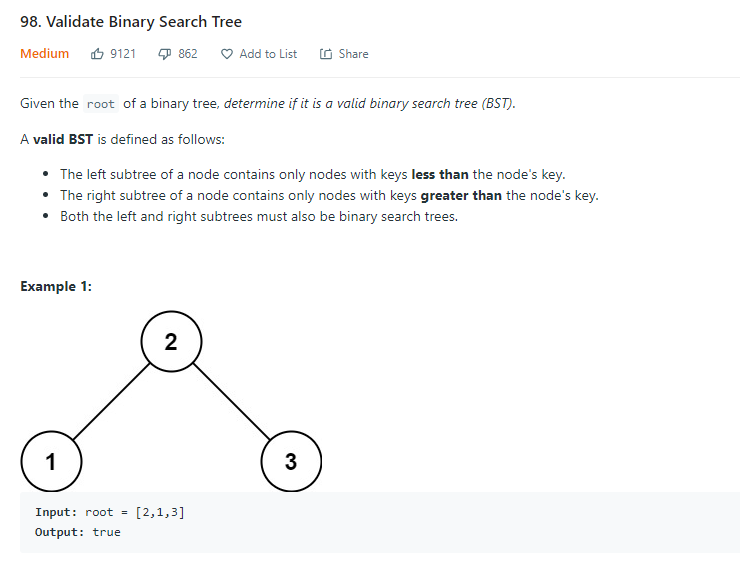 98. Validate Binary Search Tree
Medium 9121 862 Add to List Share
Given the root of a binary tree, determine if it is a valid binary search tree (BST).
A valid BST is defined as follows:
• The left subtree of a node contains only nodes with keys less than the node's key.
• The right subtree of a node contains only nodes with keys greater than the node's key.
• Both the left and right subtrees must also be binary search trees.
Example 1:
2
1 3
Input: root = [2,1,3]
Output: true